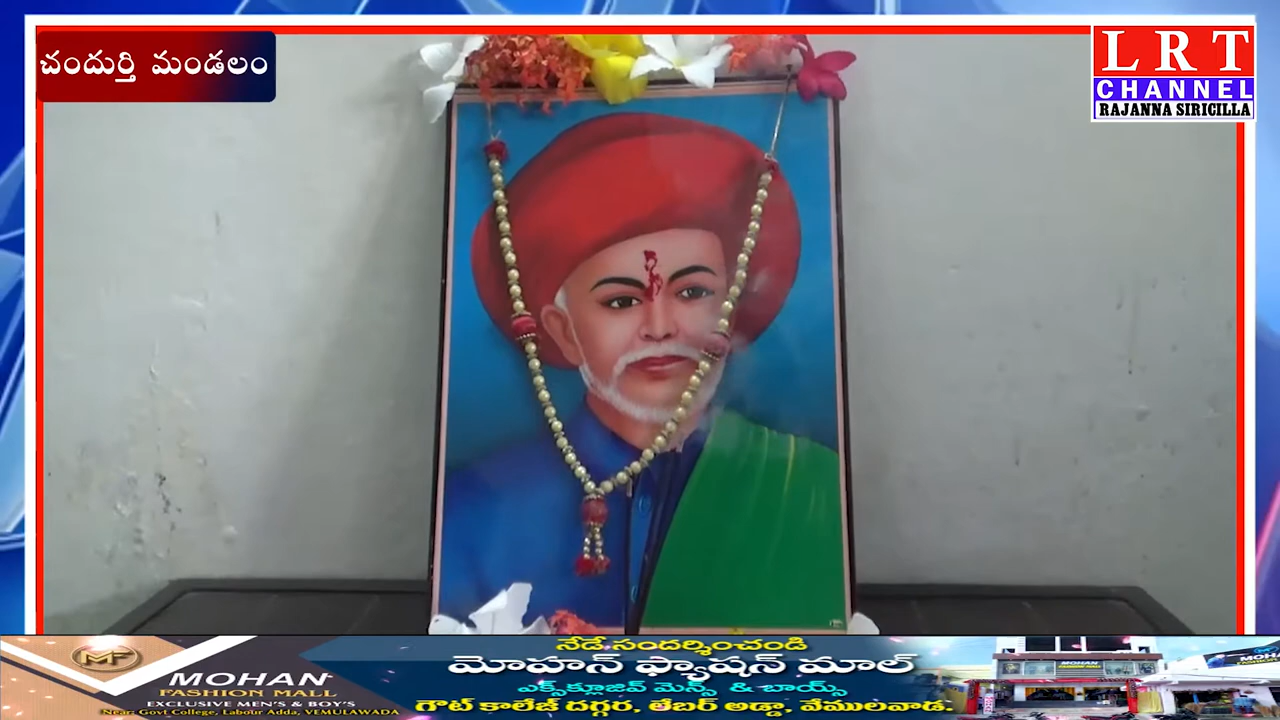 చందుర్తి మండలం
LRT
CHANNEL
RAJANNA SIRICILLA
MF
MOHAN
FASHION MALL
EXCLUSIVE MEN'S & BOY'S
Near: Govt College, Labour Adda, VEMULAWADA
నేడే సందర్శించండి
మోహన్ ఫ్యాషన్ మాల్
ఎక్స్‌క్లూజివ్ మెన్స్ & బాయ్స్
గౌట్ కాలేజ్ దగ్గర, లేబర్ అడ్డా, వేములవాడ.